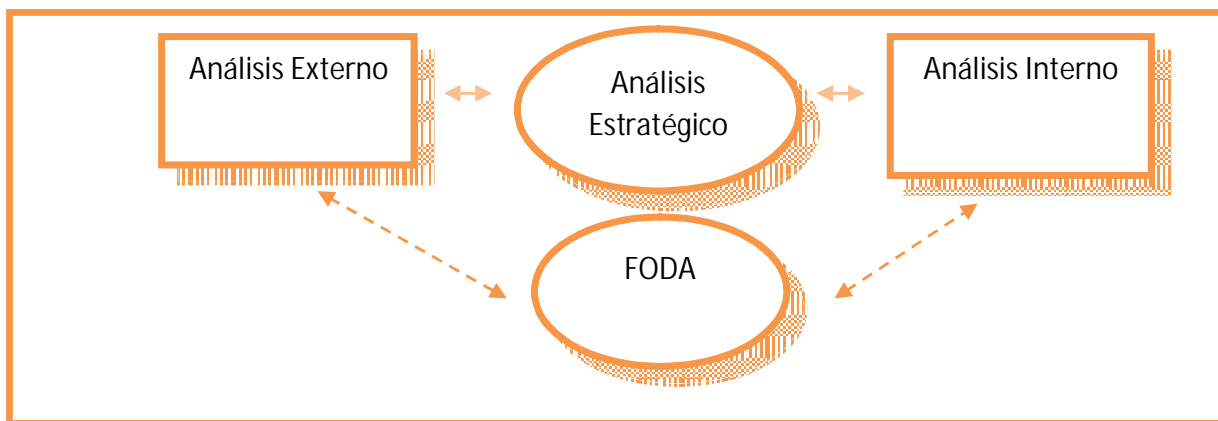 Análisis Externo
Análisis
Estratégico
Análisis Interno
FODA